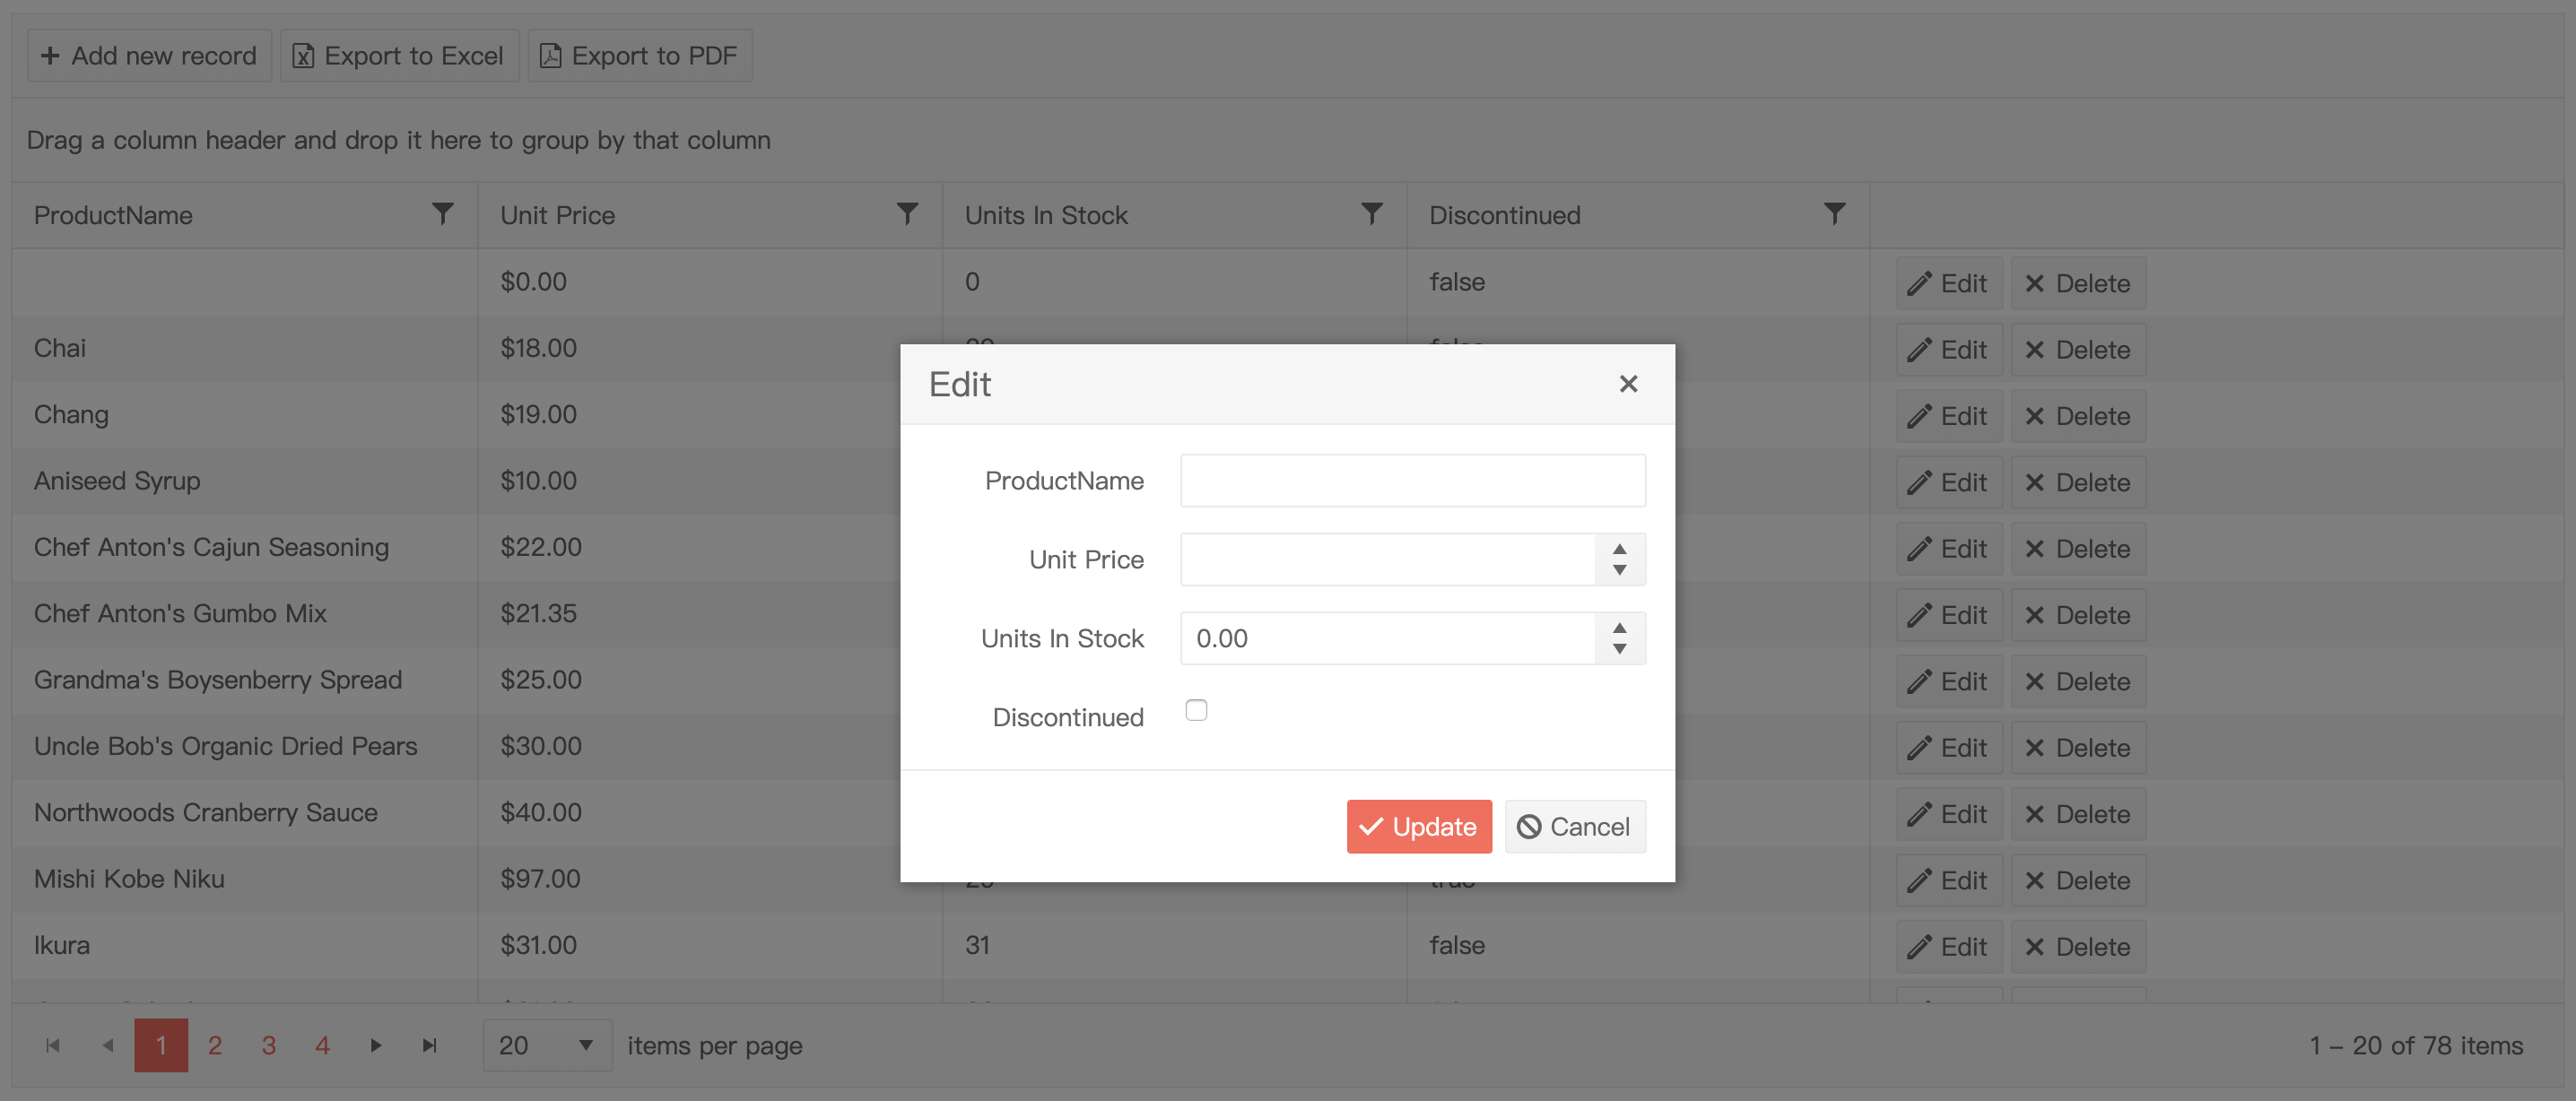 Add new record Export to Excel Export to PDF
Drag a column header and drop it here to group by that column
ProductName Unit Price Units In Stock Discontinued
$0.00 0 false Edit Delete
Chai $18.00 Edit Delete
Chang $19.00 Edit Delete
Aniseed Syrup $10.00 Edit Delete
Chef Anton's Cajun Seasoning $22.00 Edit Delete
Chef Anton's Gumbo Mix $21.35 Edit Delete
Grandma's Boysenberry Spread $25.00 Edit Delete
Uncle Bob's Organic Dried Pears $30.00 Edit Delete
Northwoods Cranberry Sauce $40.00 Edit Delete
Mishi Kobe Niku $97.00 Edit Delete
Ikura $31.00 31 false Edit Delete
1 2 3 4 20 items per page 1 – 20 of 78 items
Edit
ProductName
Unit Price
Units In Stock 0.00
Discontinued
Update Cancel